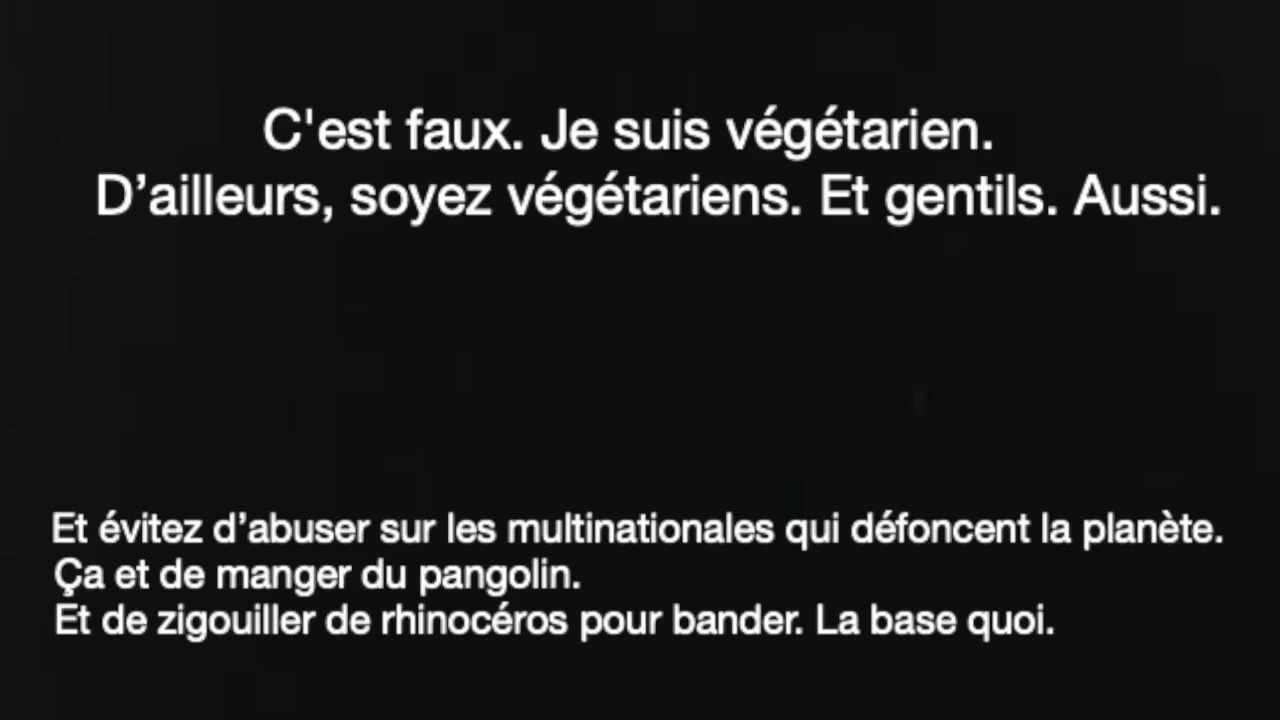 C'est faux. Je suis végétarien.
D’ailleurs, soyez végétariens. Et gentils. Aussi.
Et évitez d’abuser sur les multinationales qui défoncent la planète.
Ça et de manger du pangolin.
Et de zigouiller de rhinocéros pour bander. La base quoi.